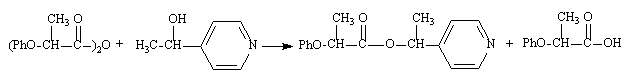 CH₃ O OH CH₃ O CH₃ CH₃ O
(PhO-CH-C-)₂O + H₃C-CH N PhO-CH-C-O-CH N + PhO-CH-C-OH